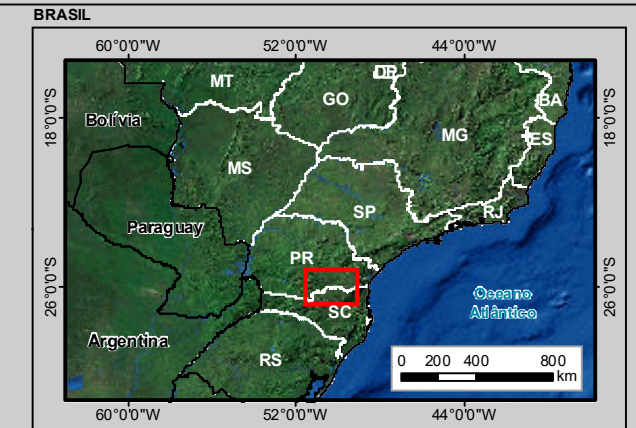 BRASIL
60°0'0"W 52°0'0"W 44°0'0"W
18°0'0"S
26°0'0"S
MT
DF
GO
BA
Bolívia
MG
ES
MS
SP
RJ
Paraguay
PR
Oceano
Atlântico
SC
Argentina
RS
0 200 400 800
km
18°0'0"S
26°0'0"S
60°0'0"W 52°0'0"W 44°0'0"W